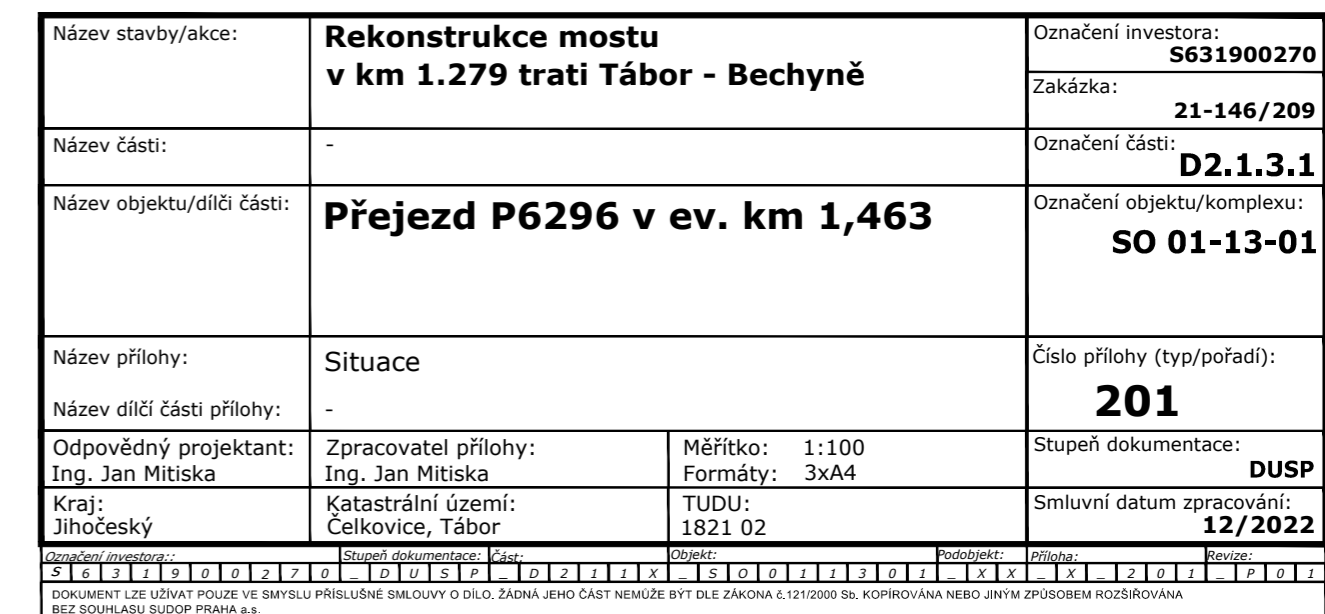 Název stavby/akce:
Rekonstrukce mostu
v km 1.279 trati Tábor - Bechyně
Označení investora:
S631900270
Zakázka:
21-146/209
Název části:
-
Označení části:
D2.1.3.1
Název objektu/dílči části:
Přejezd P6296 v ev. km 1,463
Označení objektu/komplexu:
SO 01-13-01
Název přílohy:
Situace
Číslo přílohy (typ/pořadí):
201
Název dílčí části přílohy:
-
Odpovědný projektant:
Ing. Jan Mitiska
Zpracovatel přílohy:
Ing. Jan Mitiska
Měřítko: 1:100
Formáty: 3xA4
Stupeň dokumentace:
DUSP
Kraj:
Jihočeský
Katastrální území:
Čelkovice, Tábor
TUDU:
1821 02
Smluvní datum zpracování:
12/2022
Označení investora:: Stupeň dokumentace: Část: Objekt: Podobjekt: Příloha: Revize:
S 6 3 1 9 0 0 2 7 0 _ D U S P _ D 2 1 1 X _ S O 0 1 1 3 0 1 _ X X _ X _ 2 0 1 _ P 0 1
DOKUMENT LZE UŽÍVAT POUZE VE SMYSLU PŘÍSLUŠNÉ SMLOUVY O DÍLO. ŽÁDNÁ JEHO ČÁST NEMŮŽE BÝT DLE ZÁKONA č.121/2000 Sb. KOPÍROVÁNA NEBO JINÝM ZPŮSOBEM ROZŠIŘOVÁNA
BEZ SOUHLASU SUDOP PRAHA a.s.